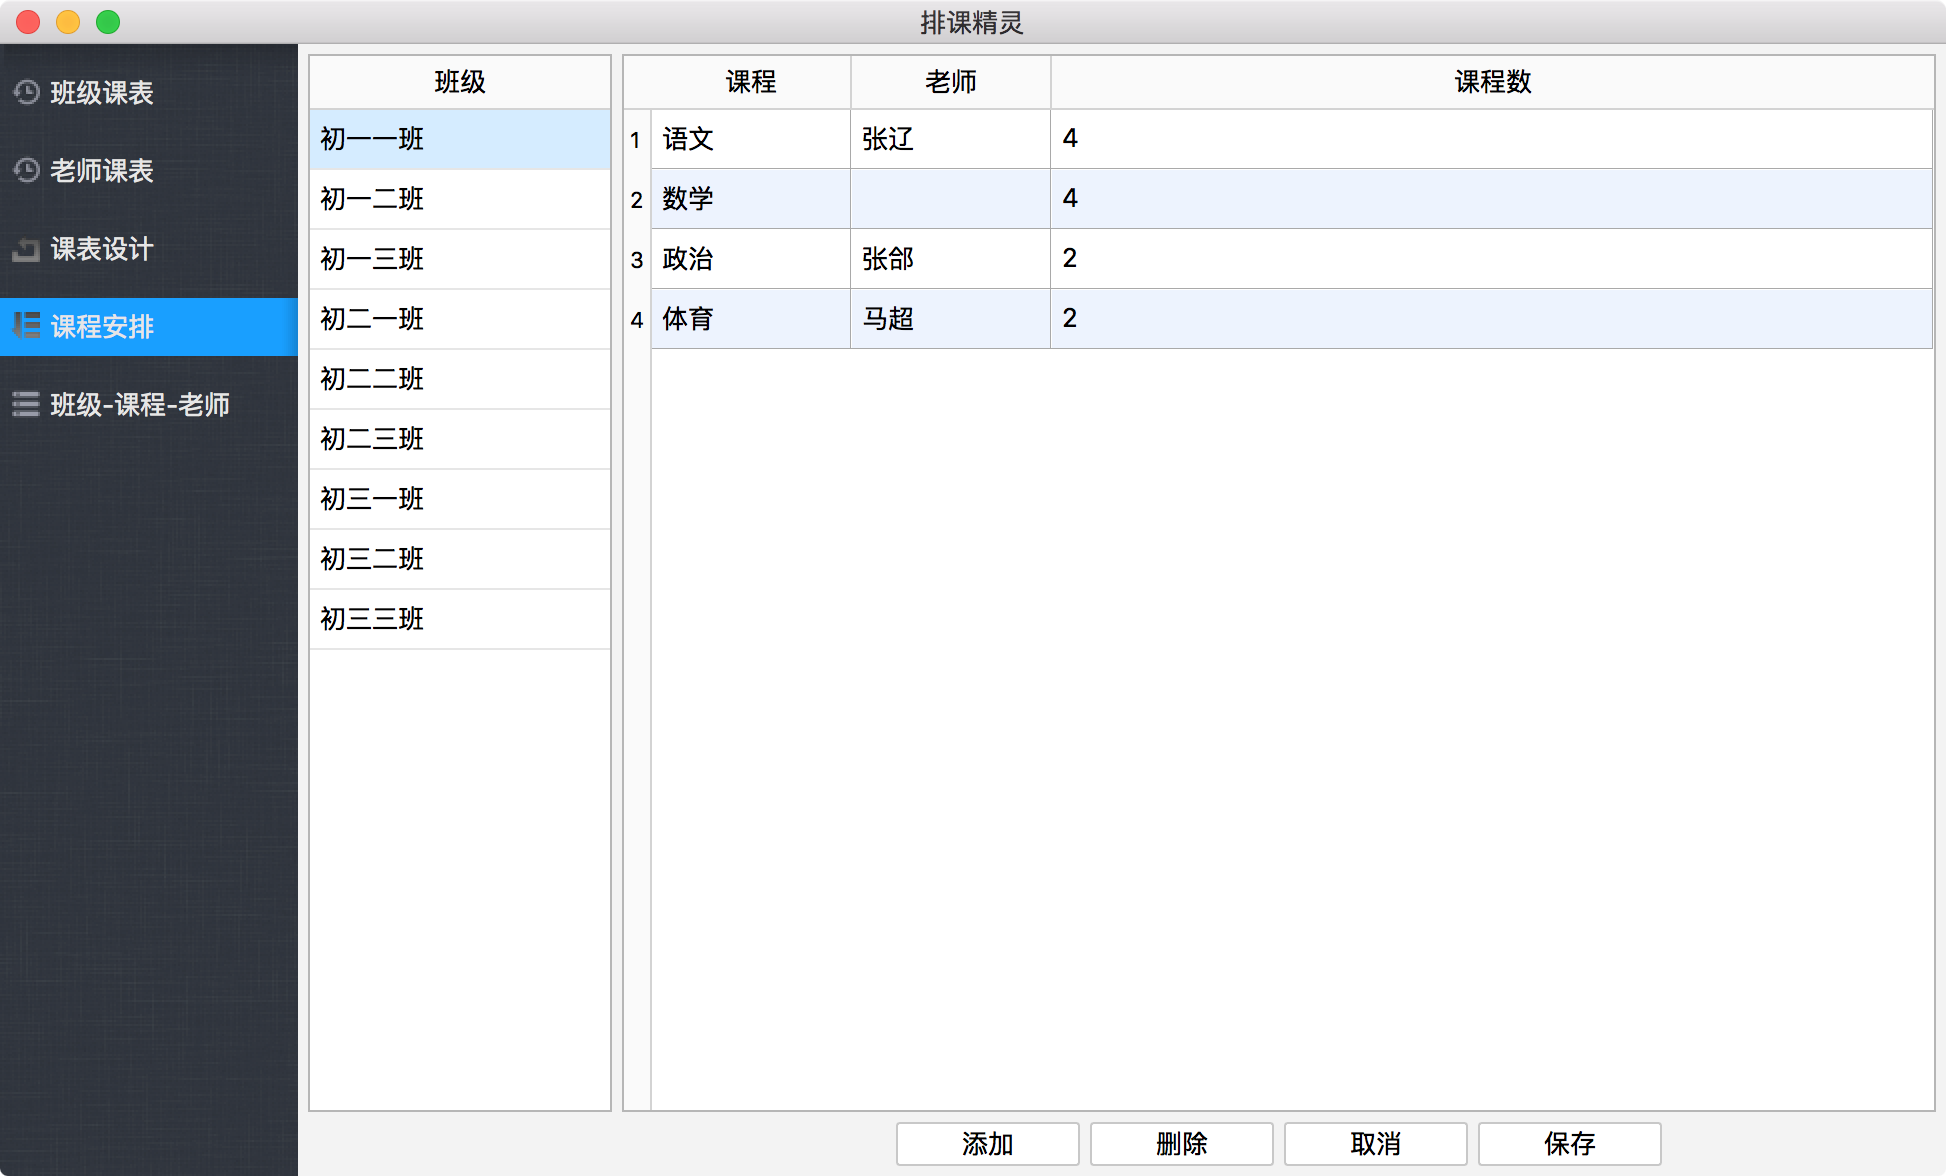 排课精灵
班级课表
老师课表
课表设计
课程安排
班级-课程-老师
班级
初一一班
初一二班
初一三班
初二一班
初二二班
初二三班
初三一班
初三二班
初三三班
课程 老师 课程数
1 语文 张辽 4
2 数学 4
3 政治 张郃 2
4 体育 马超 2
添加 删除 取消 保存